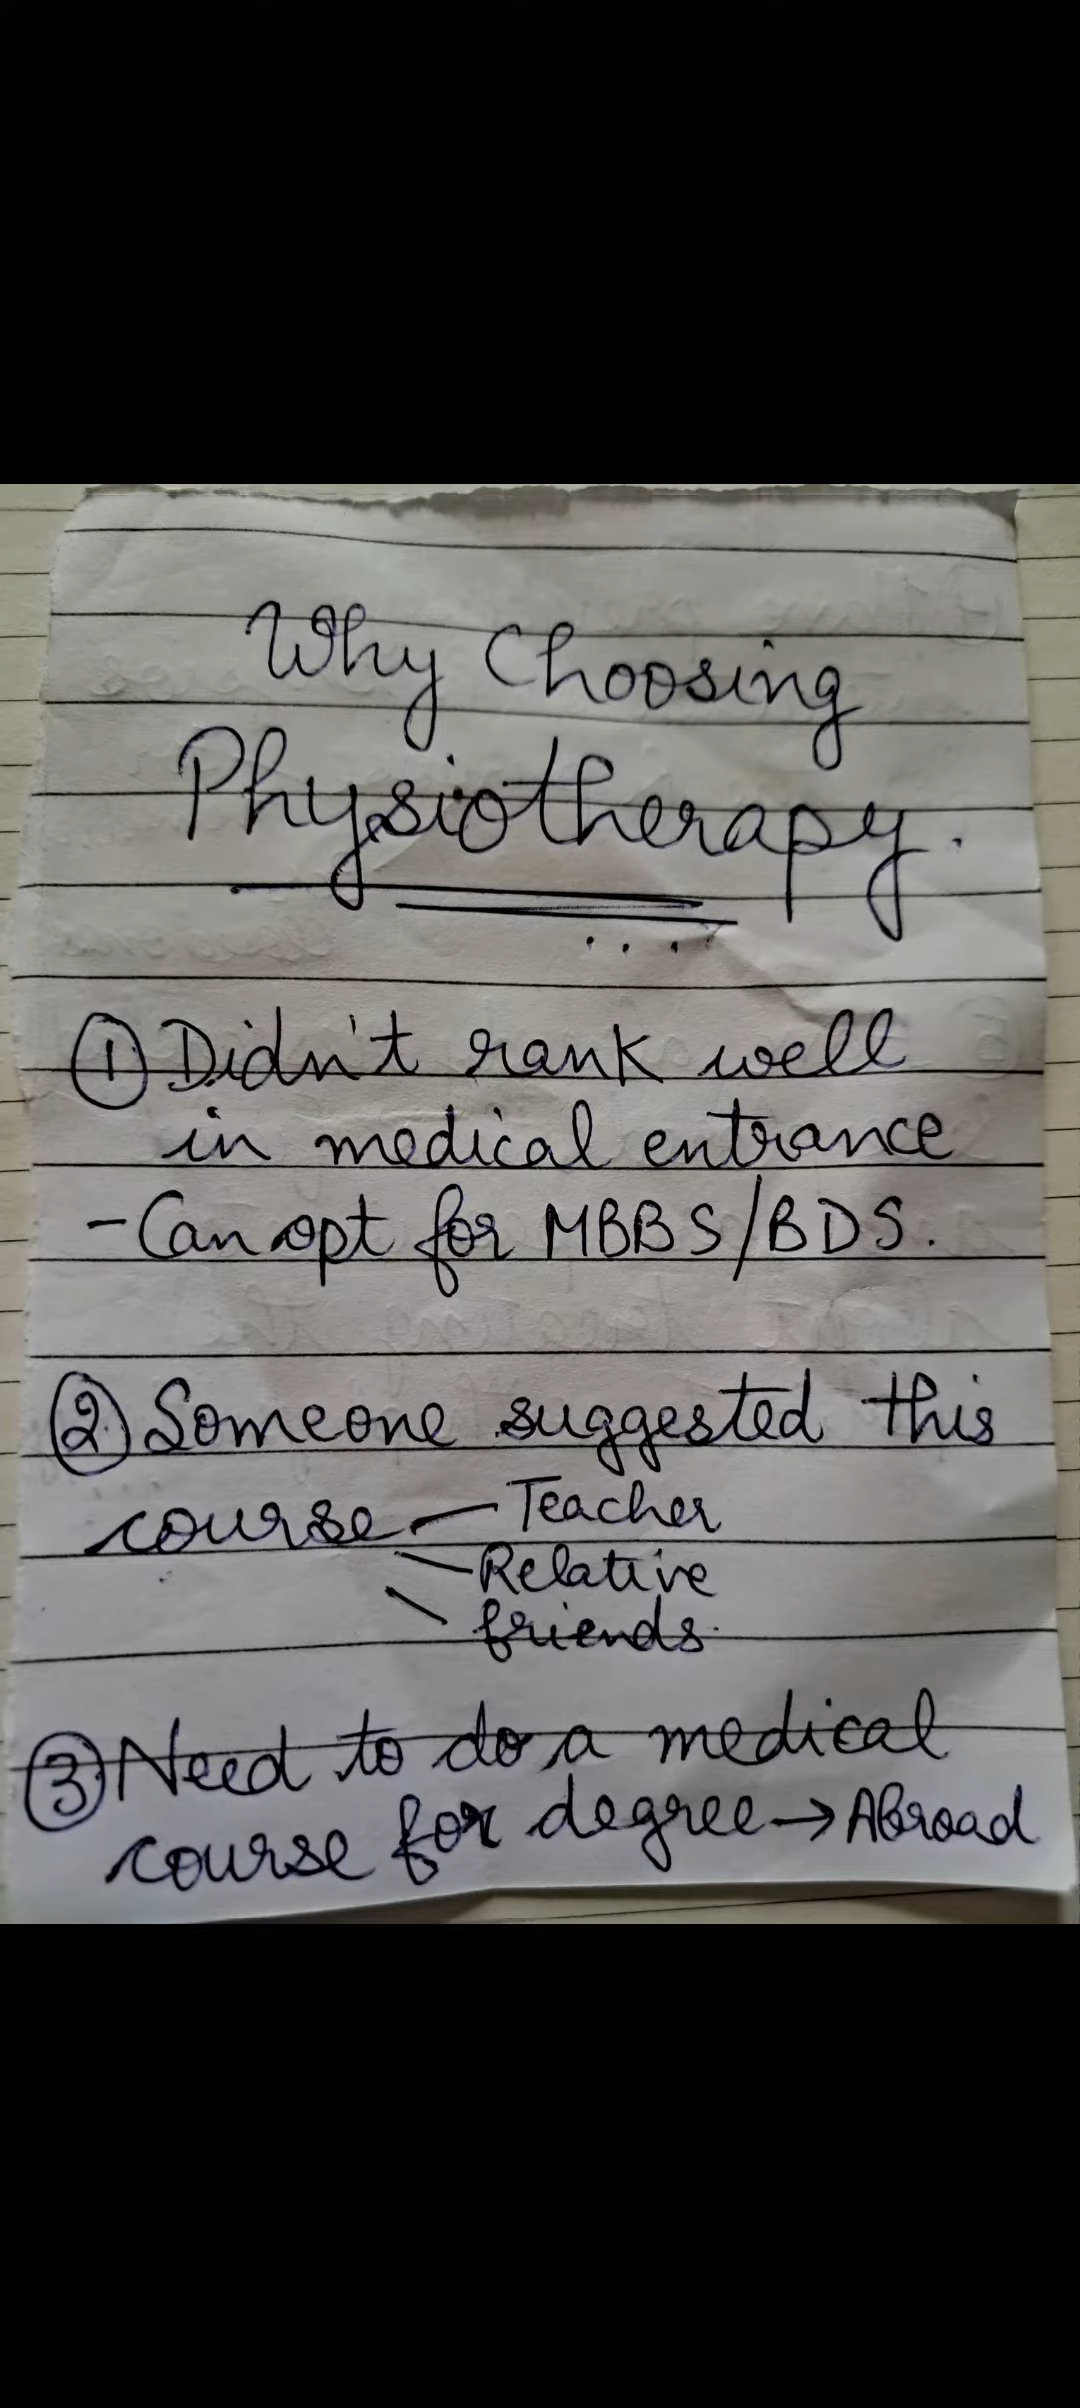 Why Choosing
Physiotherapy.
① Didn't rank well
in medical entrance
- Can opt for MBBS/BDS.
② Someone suggested this
course — Teacher
— Relative
\ friends.
③ Need to do a medical
course for degree → Abroad